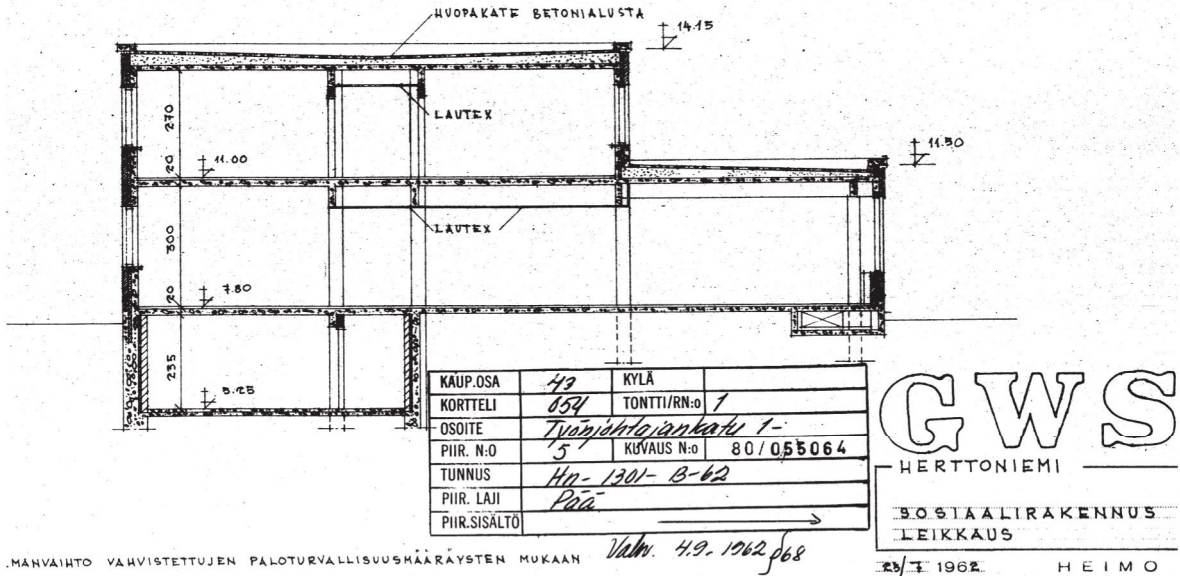 HUOPAKATE BETONIALUSTA
14.15
LAUTEX
270
20
11.00
11.50
LAUTEX
300
20
7.80
235
5.25
KAUP.OSA 43 KYLÄ
KORTTELI 054 TONTTI/RN:o 1
OSOITE Työnjohtajankatu 1-
PIIR. N:O 5 KUVAUS N:o 80/055064
TUNNUS Hn-1301-B-62
PIIR. LAJI Pää
PIIR.SISÄLTÖ
GWS
HERTTONIEMI
SOSIAALIRAKENNUS
LEIKKAUS
23/7 1962 HEIMO
.MANVAIHTO VAHVISTETTUJEN PALOTURVALLISUUSMÄÄRÄYSTEN MUKAAN
4.9.1962 §68